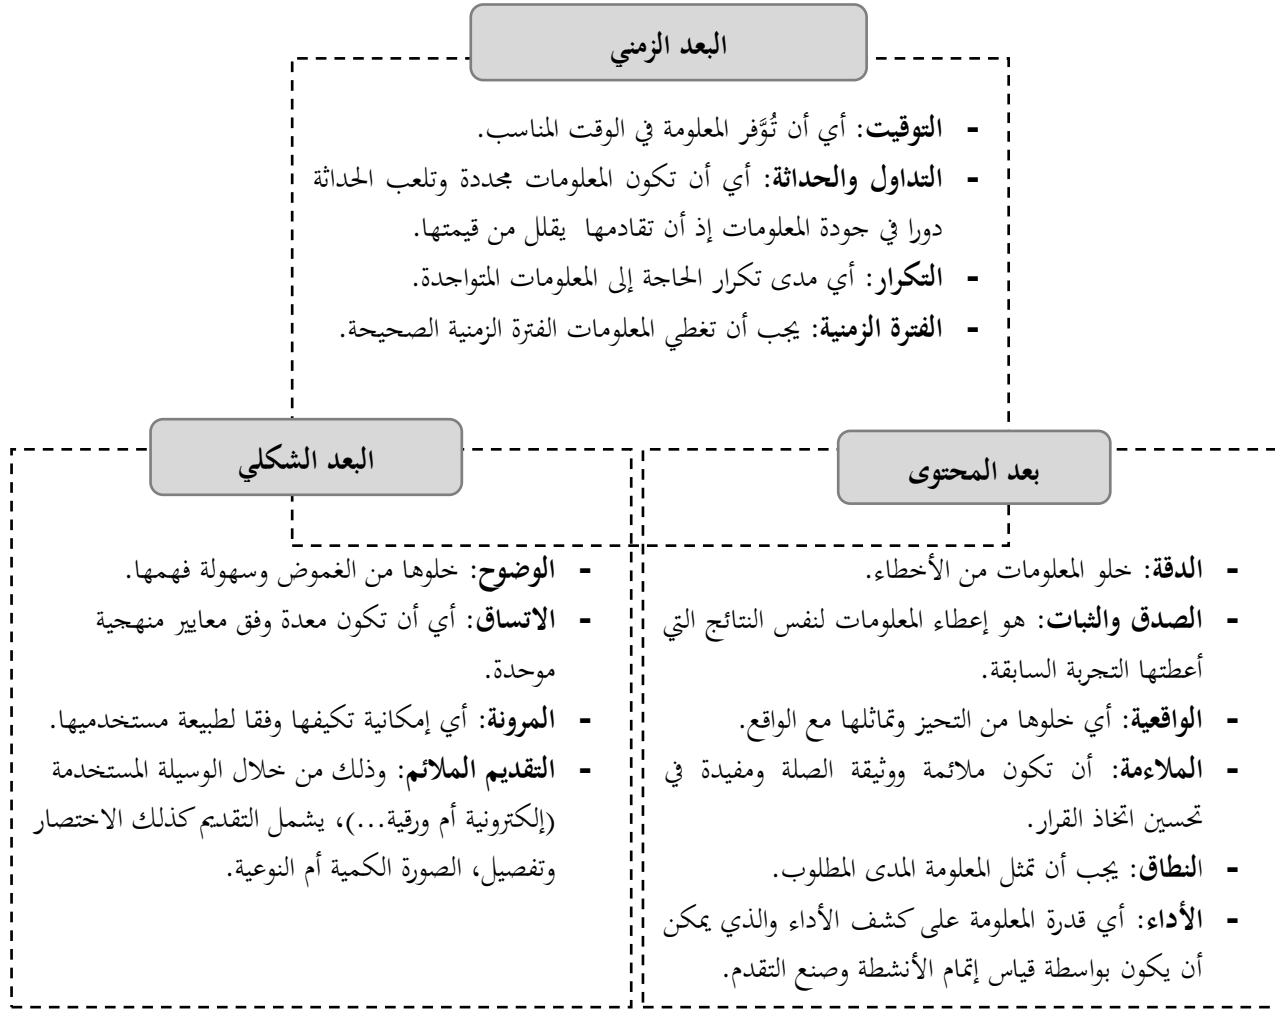 البعد الزمني
- التوقيت: أي أن تُوَّفر المعلومة في الوقت المناسب.
- التداول والحداثة: أي أن تكون المعلومات مجددة وتلعب الحداثة
دورا في جودة المعلومات إذ أن تقادمها يقلل من قيمتها.
- التكرار: أي مدى تكرار الحاجة إلى المعلومات المتواجدة.
- الفترة الزمنية: يجب أن تغطي المعلومات الفترة الزمنية الصحيحة.
بعد المحتوى
- الدقة: خلو المعلومات من الأخطاء.
- الصدق والثبات: هو إعطاء المعلومات لنفس النتائج التي
أعطتها التجربة السابقة.
- الواقعية: أي خلوها من التحيز وتماثلها مع الواقع.
- الملاءمة: أن تكون ملائمة ووثيقة الصلة ومفيدة في
تحسين اتخاذ القرار.
- النطاق: يجب أن تمثل المعلومة المدى المطلوب.
- الأداء: أي قدرة المعلومة على كشف الأداء والذي يمكن
أن يكون بواسطة قياس إتمام الأنشطة وصنع التقدم.
البعد الشكلي
- الوضوح: خلوها من الغموض وسهولة فهمها.
- الاتساق: أي أن تكون معدة وفق معايير منهجية
موحدة.
- المرونة: أي إمكانية تكيفها وفقا لطبيعة مستخدميها.
- التقديم الملائم: وذلك من خلال الوسيلة المستخدمة
(إلكترونية أم ورقية...)، يشمل التقديم كذلك الاختصار
وتفصيل، الصورة الكمية أم النوعية.